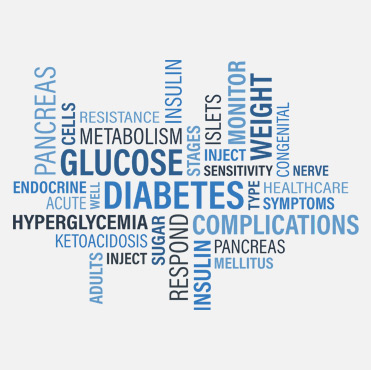 PANCREAS
CELLS
RESISTANCE
INSULIN
METABOLISM
GLUCOSE
STAGES
ISLETS
MONITOR
WEIGHT
CONGENITAL
INJECT
SENSITIVITY
NERVE
ENDOCRINE
ACUTE
WELL
DIABETES
TYPE
HEALTHCARE
SYMPTOMS
HYPERGLYCEMIA
KETOACIDOSIS
SUGAR
RESPOND
COMPLICATIONS
ADULTS
INJECT
INSULIN
PANCREAS
MELLITUS